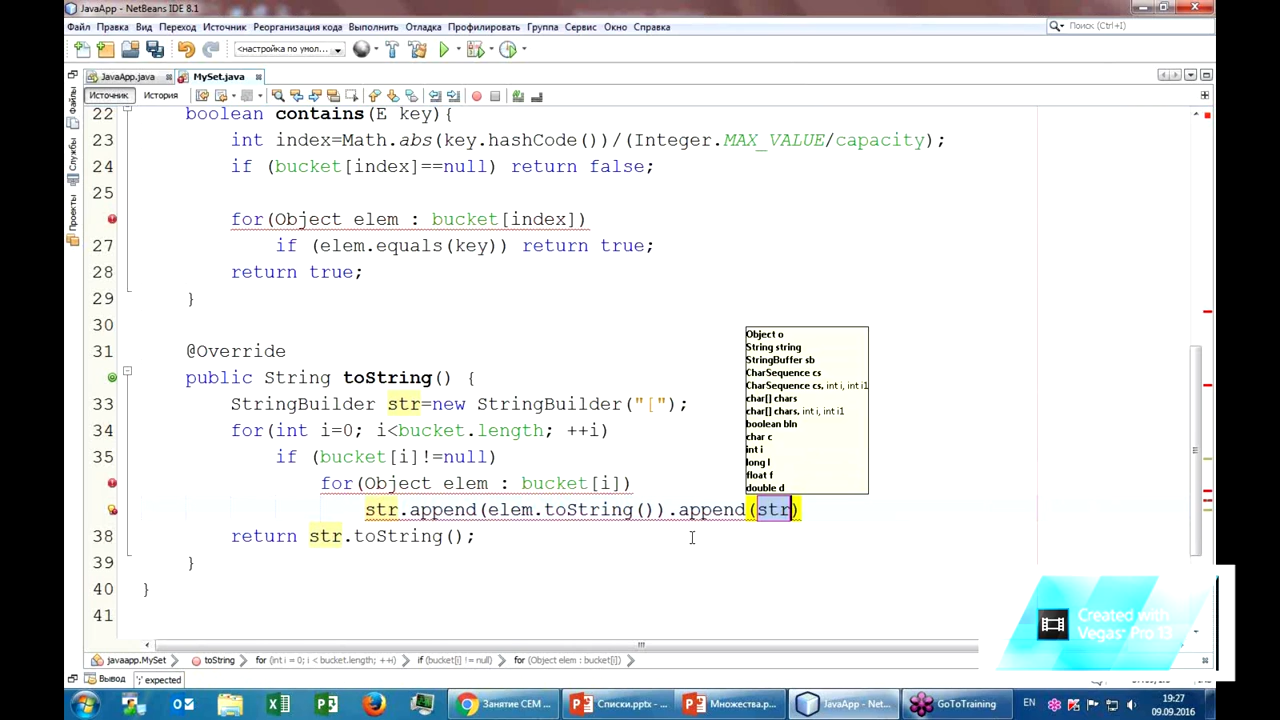 JavaApp - NetBeans IDE 8.1
Файл Правка Вид Переход Источник Реорганизация кода Выполнить Отладка Профилировать Группа Сервис Окно Справка
Поиск (Ctrl+I)
<настройка по умол...
JavaApp.java MySet.java
Источник История
Файлы
Службы
Проекты
22 boolean contains(E key){
23 int index=Math.abs(key.hashCode())/(Integer.MAX_VALUE/capacity);
24 if (bucket[index]==null) return false;
25
for(Object elem : bucket[index])
27 if (elem.equals(key)) return true;
28 return true;
29 }
30
31 @Override
public String toString() {
33 StringBuilder str=new StringBuilder("[");
34 for(int i=0; i<bucket.length; ++i)
35 if (bucket[i]!=null)
for(Object elem : bucket[i])
str.append(elem.toString()).append(str)
38 return str.toString();
39 }
40 }
41
Object o
String string
StringBuffer sb
CharSequence cs
CharSequence cs, int i, int i1
char[] chars
char[] chars, int i, int i1
boolean bln
char c
int i
long l
float f
double d
Created with
Vegas Pro 13
javaapp.MySet toString for (int i = 0; i < bucket.length; ++i) if (bucket[i] != null) for (Object elem : bucket[i])
Вывод ';' expected
Занятие СЕМ ... Списки.pptx - ... Множества.p... JavaApp - Net... GoToTraining
EN
19:27
09.09.2016